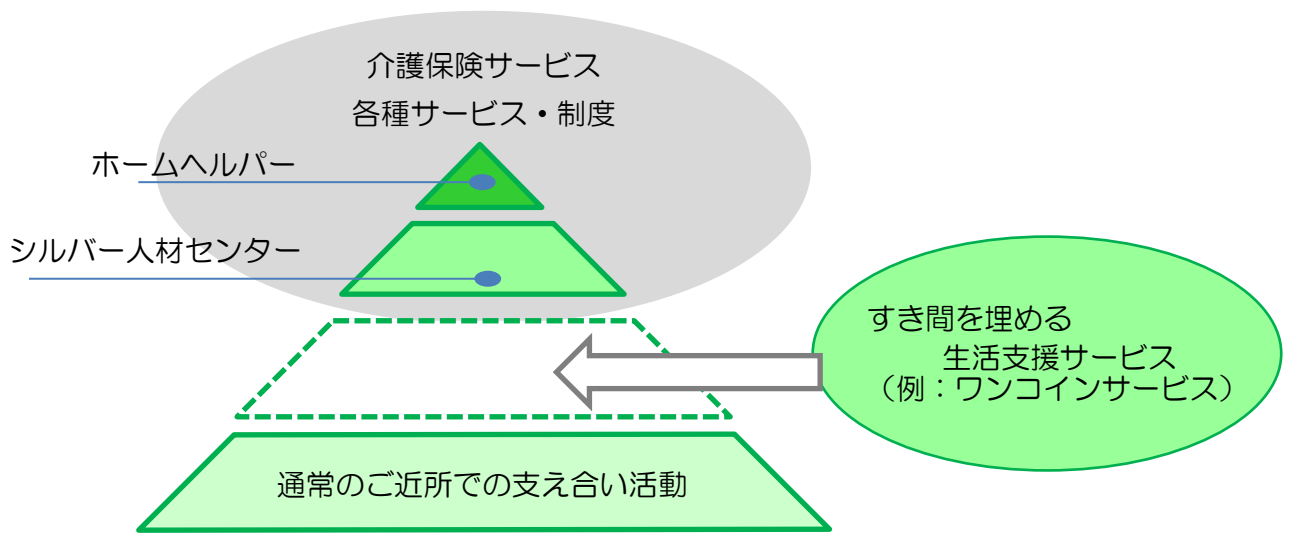 介護保険サービス
各種サービス・制度
ホームヘルパー
シルバー人材センター
すき間を埋める
生活支援サービス
（例：ワンコインサービス）
通常のご近所での支え合い活動